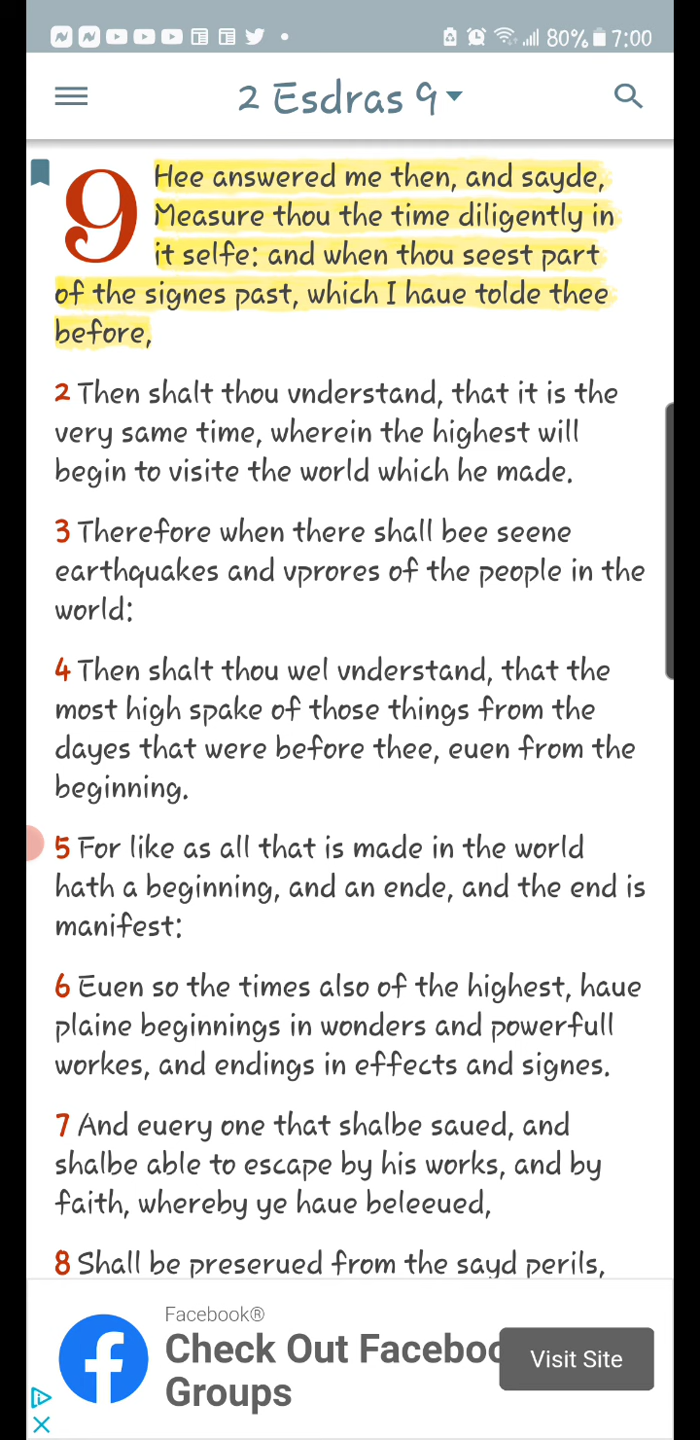 80% 7:00
2 Esdras 9
9 Hee answered me then, and sayde,
Measure thou the time diligently in
it selfe: and when thou seest part
of the signes past, which I haue tolde thee
before,
2 Then shalt thou vnderstand, that it is the
very same time, wherein the highest will
begin to visite the world which he made.
3 Therefore when there shall bee seene
earthquakes and vprores of the people in the
world:
4 Then shalt thou wel vnderstand, that the
most high spake of those things from the
dayes that were before thee, euen from the
beginning.
5 For like as all that is made in the world
hath a beginning, and an ende, and the end is
manifest:
6 Euen so the times also of the highest, haue
plaine beginnings in wonders and powerfull
workes, and endings in effects and signes.
7 And euery one that shalbe saued, and
shalbe able to escape by his works, and by
faith, whereby ye haue beleeued,
8 Shall be preserued from the sayd perils,
Facebook®
Check Out Faceboo
Groups
Visit Site